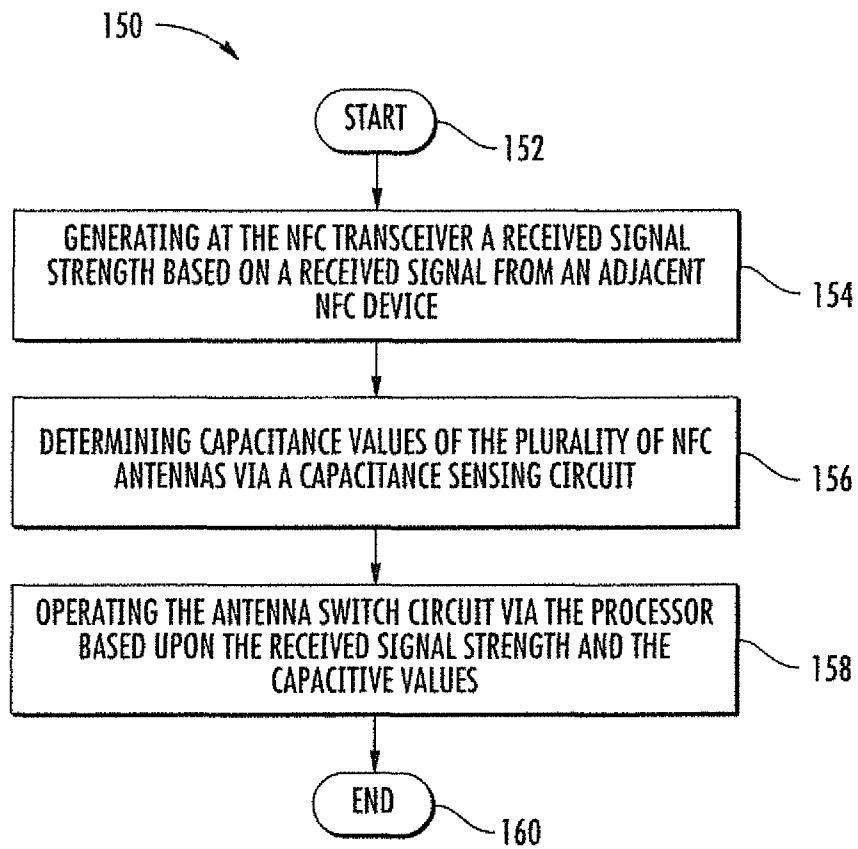 150
START
152
GENERATING AT THE NFC TRANSCEIVER A RECEIVED SIGNAL
STRENGTH BASED ON A RECEIVED SIGNAL FROM AN ADJACENT
NFC DEVICE
154
DETERMINING CAPACITANCE VALUES OF THE PLURALITY OF NFC
ANTENNAS VIA A CAPACITANCE SENSING CIRCUIT
156
OPERATING THE ANTENNA SWITCH CIRCUIT VIA THE PROCESSOR
BASED UPON THE RECEIVED SIGNAL STRENGTH AND THE
CAPACITIVE VALUES
158
END
160